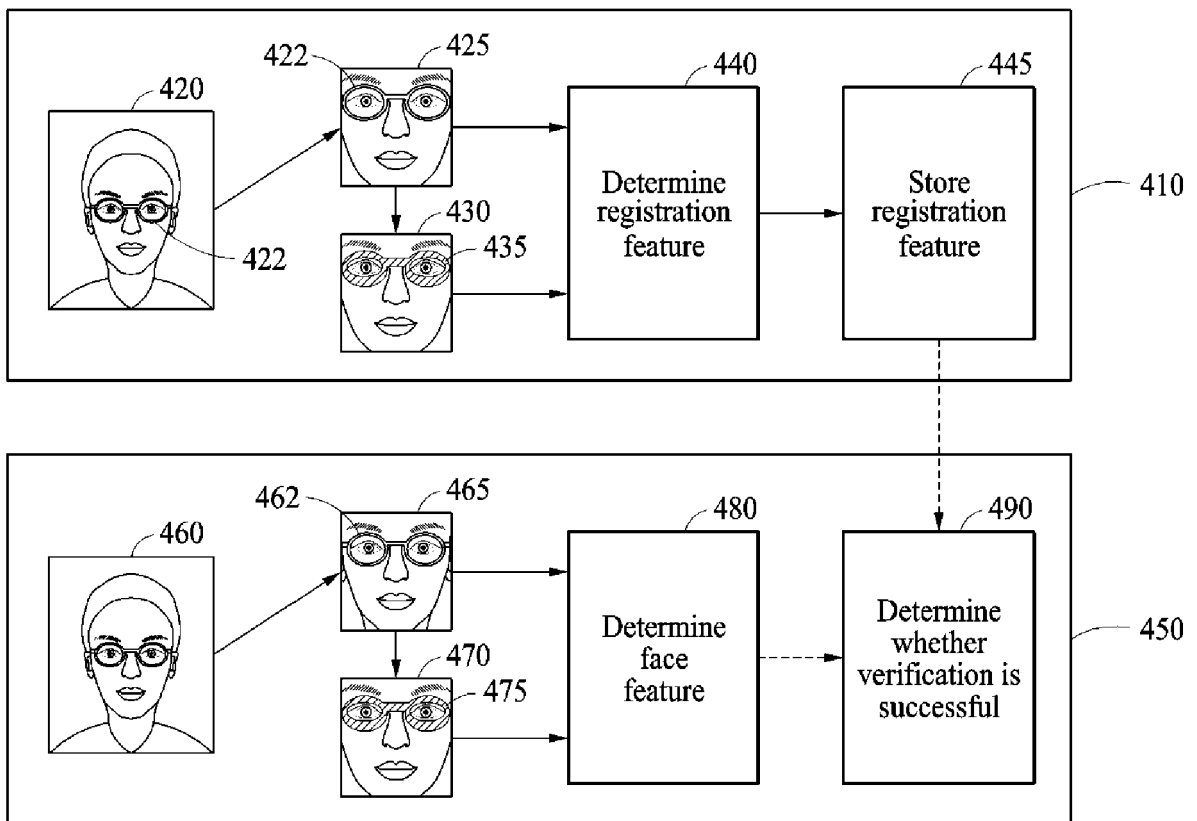 420
422
422
425
430
435
440
Determine
registration
feature
445
Store
registration
feature
410
460
462
465
470
475
480
Determine
face
feature
490
Determine
whether
verification is
successful
450